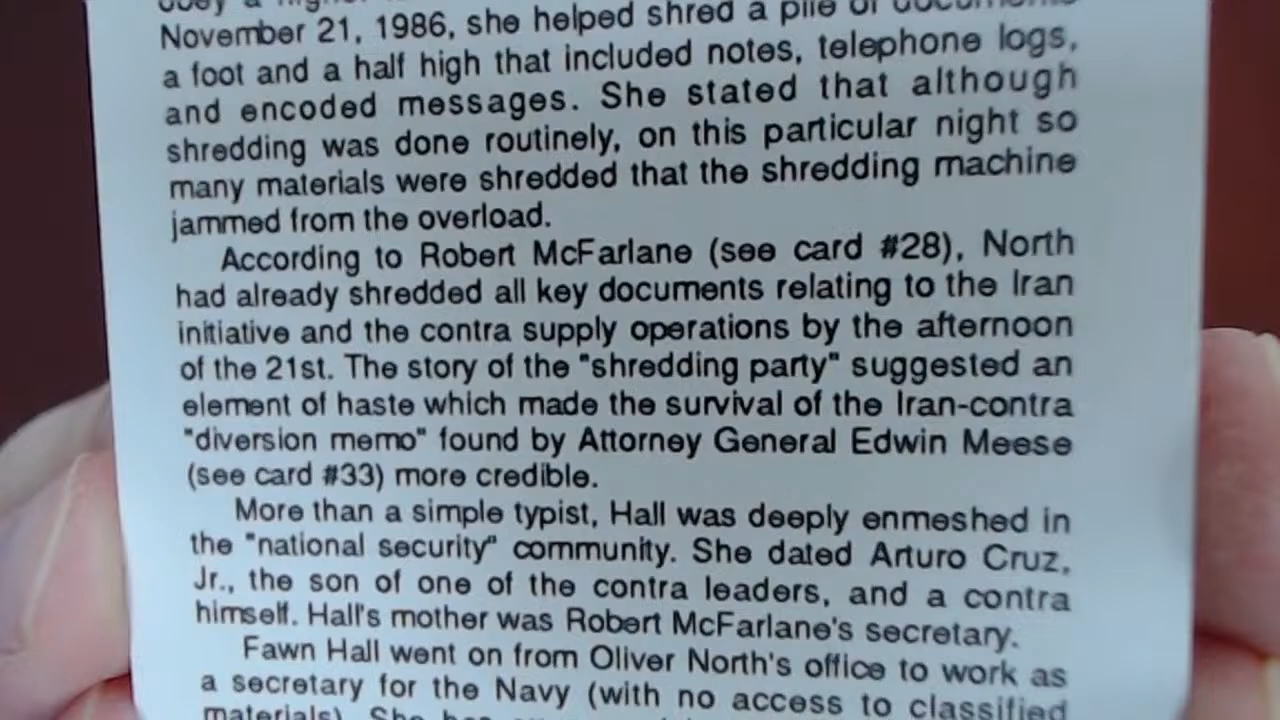 November 21, 1986, she helped shred a pile of documents
a foot and a half high that included notes, telephone logs,
and encoded messages. She stated that although
shredding was done routinely, on this particular night so
many materials were shredded that the shredding machine
jammed from the overload.
According to Robert McFarlane (see card #28), North
had already shredded all key documents relating to the Iran
initiative and the contra supply operations by the afternoon
of the 21st. The story of the "shredding party" suggested an
element of haste which made the survival of the Iran-contra
"diversion memo" found by Attorney General Edwin Meese
(see card #33) more credible.
More than a simple typist, Hall was deeply enmeshed in
the "national security" community. She dated Arturo Cruz,
Jr., the son of one of the contra leaders, and a contra
himself. Hall's mother was Robert McFarlane's secretary.
Fawn Hall went on from Oliver North's office to work as
a secretary for the Navy (with no access to classified
materials). She has